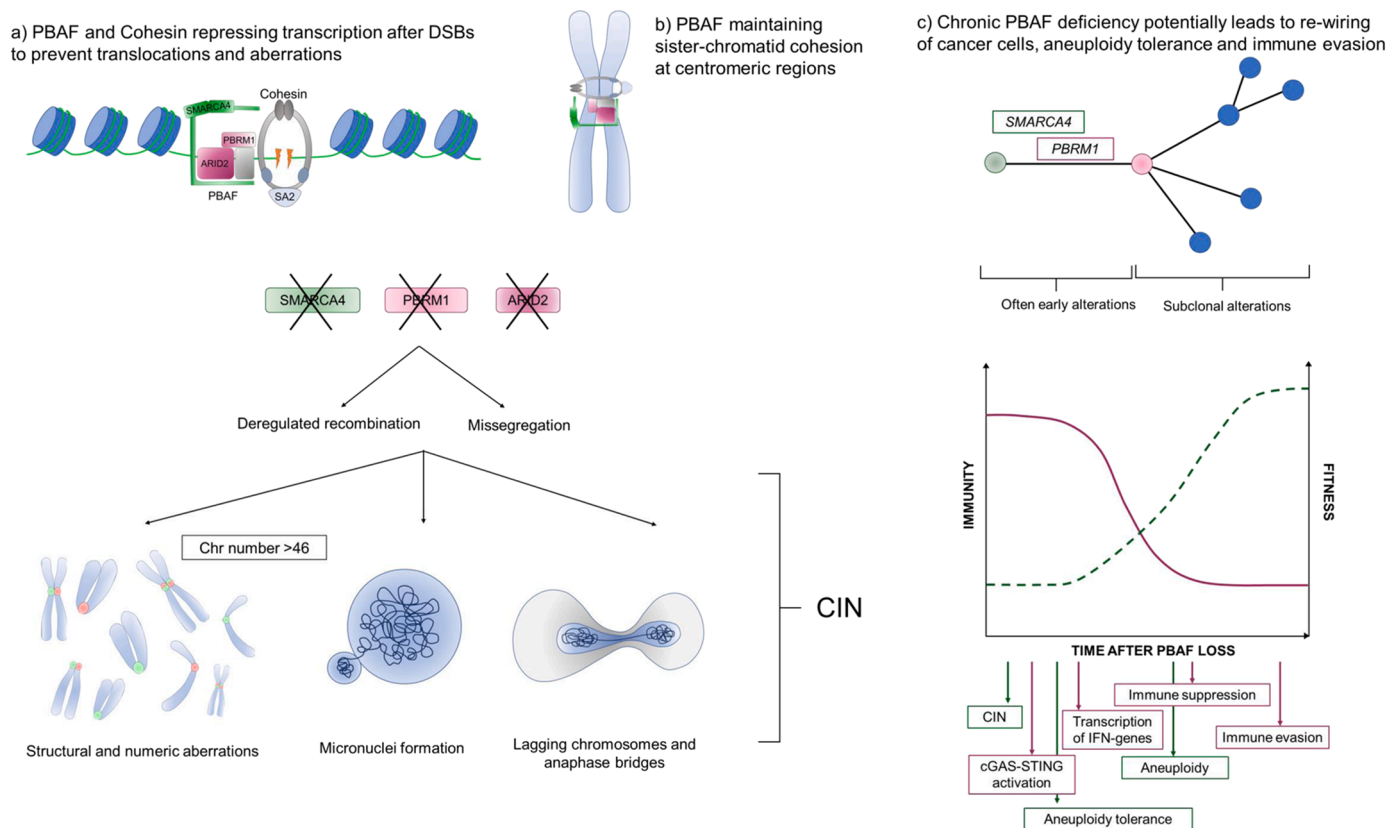 a) PBAF and Cohesin repressing transcription after DSBs
to prevent translocations and aberrations
SMARCA4
Cohesin
PBRM1
ARID2
PBAF
SA2
b) PBAF maintaining
sister-chromatid cohesion
at centromeric regions
SMARCA4
PBRM1
ARID2
Deregulated recombination
Missegregation
Chr number >46
CIN
Structural and numeric aberrations
Micronuclei formation
Lagging chromosomes and
anaphase bridges
c) Chronic PBAF deficiency potentially leads to re-wiring
of cancer cells, aneuploidy tolerance and immune evasion
SMARCA4
PBRM1
Often early alterations
Subclonal alterations
IMMUNITY
FITNESS
TIME AFTER PBAF LOSS
Immune suppression
CIN
Transcription
of IFN-genes
Immune evasion
cGAS-STING
activation
Aneuploidy
Aneuploidy tolerance